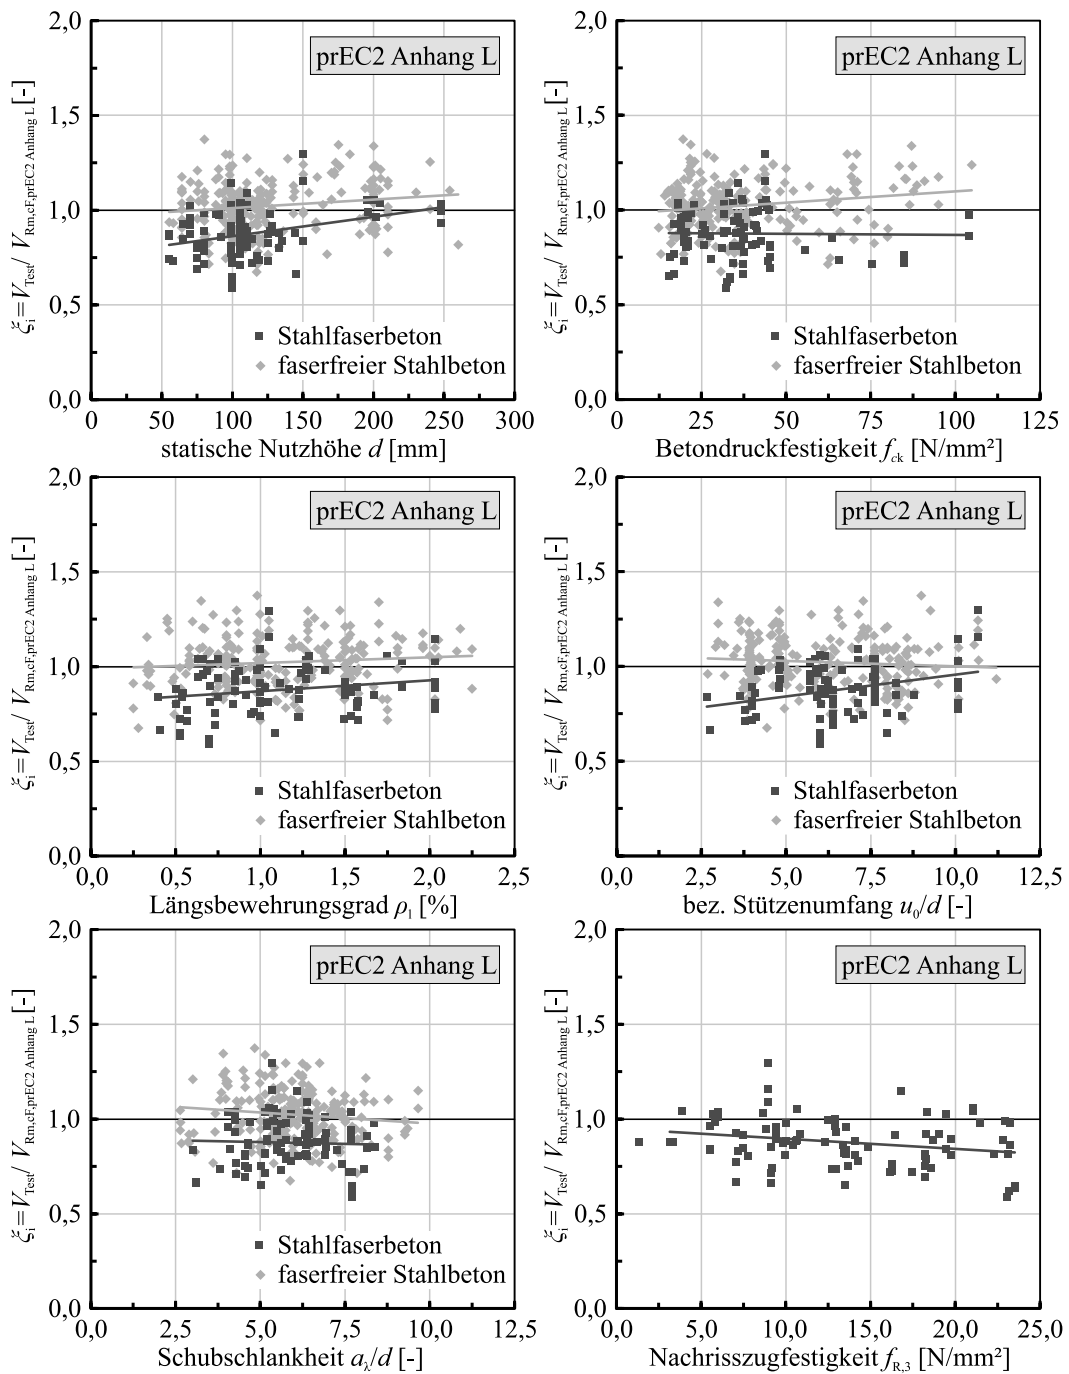 2,0
1,5
1,0
0,5
0,0
ξi=VTest/ VRm,cF,prEC2 Anhang L [-]
prEC2 Anhang L
Stahlfaserbeton
faserfreier Stahlbeton
0 50 100 150 200 250 300
statische Nutzhöhe d [mm]
2,0
1,5
1,0
0,5
0,0
ξi=VTest/ VRm,cF,prEC2 Anhang L [-]
prEC2 Anhang L
Stahlfaserbeton
faserfreier Stahlbeton
0 25 50 75 100 125
Betondruckfestigkeit fck [N/mm²]
2,0
1,5
1,0
0,5
0,0
ξi=VTest/ VRm,cF,prEC2 Anhang L [-]
prEC2 Anhang L
Stahlfaserbeton
faserfreier Stahlbeton
0,0 0,5 1,0 1,5 2,0 2,5
Längsbewehrungsgrad ρl [%]
2,0
1,5
1,0
0,5
0,0
ξi=VTest/ VRm,cF,prEC2 Anhang L [-]
prEC2 Anhang L
Stahlfaserbeton
faserfreier Stahlbeton
0,0 2,5 5,0 7,5 10,0 12,5
bez. Stützenumfang u0/d [-]
2,0
1,5
1,0
0,5
0,0
ξi=VTest/ VRm,cF,prEC2 Anhang L [-]
prEC2 Anhang L
Stahlfaserbeton
faserfreier Stahlbeton
0,0 2,5 5,0 7,5 10,0 12,5
Schubschlankheit aλ/d [-]
2,0
1,5
1,0
0,5
0,0
ξi=VTest/ VRm,cF,prEC2 Anhang L [-]
prEC2 Anhang L
0,0 5,0 10,0 15,0 20,0 25,0
Nachrisszugfestigkeit fR,3 [N/mm²]